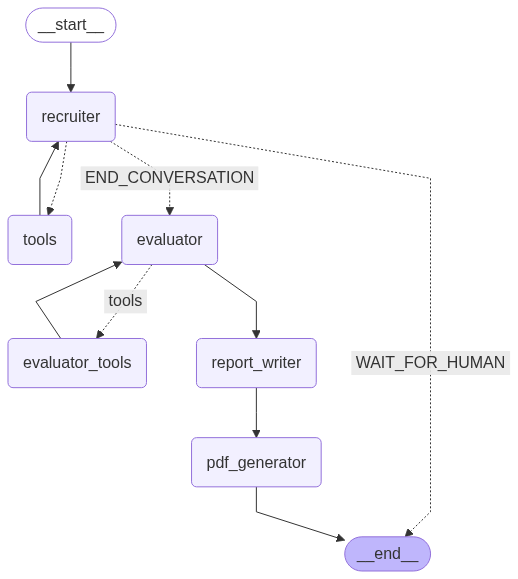 __start__
recruiter
END_CONVERSATION
tools
evaluator
tools
evaluator_tools
report_writer
WAIT_FOR_HUMAN
pdf_generator
__end__